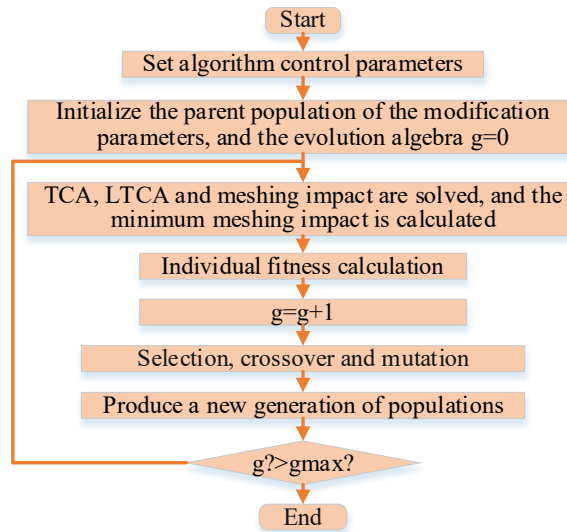 Start
Set algorithm control parameters
Initialize the parent population of the modification
parameters, and the evolution algebra g=0
TCA, LTCA and meshing impact are solved, and the
minimum meshing impact is calculated
Individual fitness calculation
g=g+1
Selection, crossover and mutation
Produce a new generation of populations
g?>gmax?
End